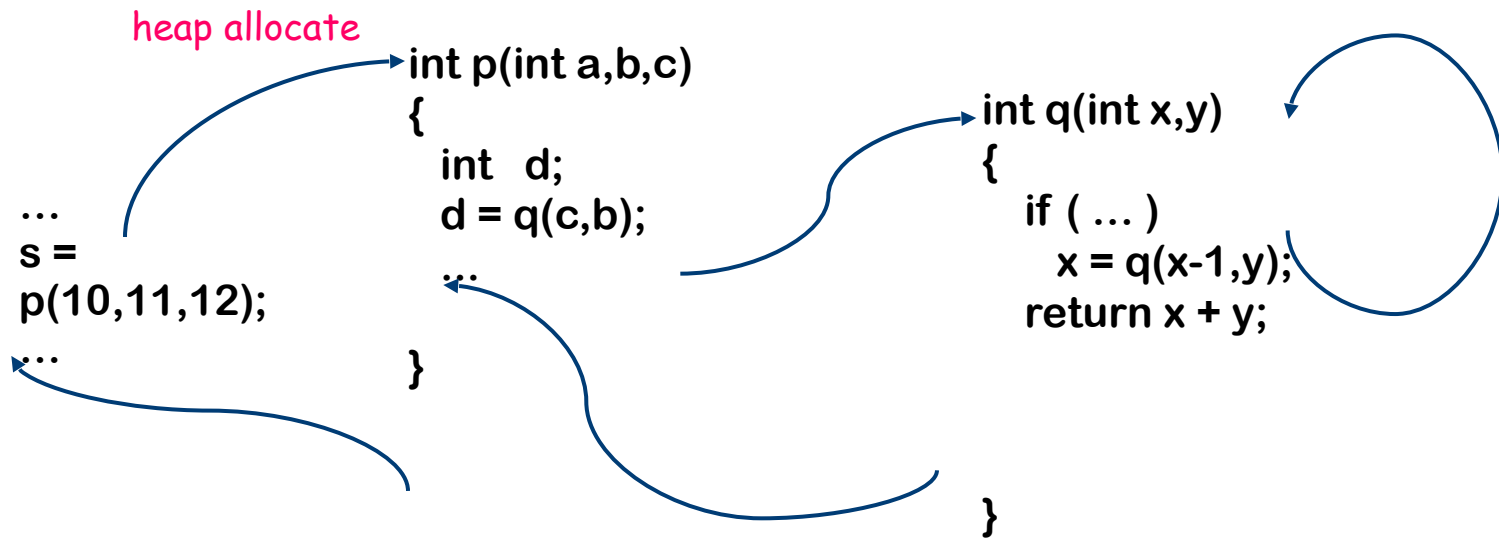 heap allocate
…
s =
p(10,11,12);
…
int p(int a,b,c)
{
int d;
d = q(c,b);
…
}
int q(int x,y)
{
if ( … )
x = q(x-1,y);
return x + y;
}